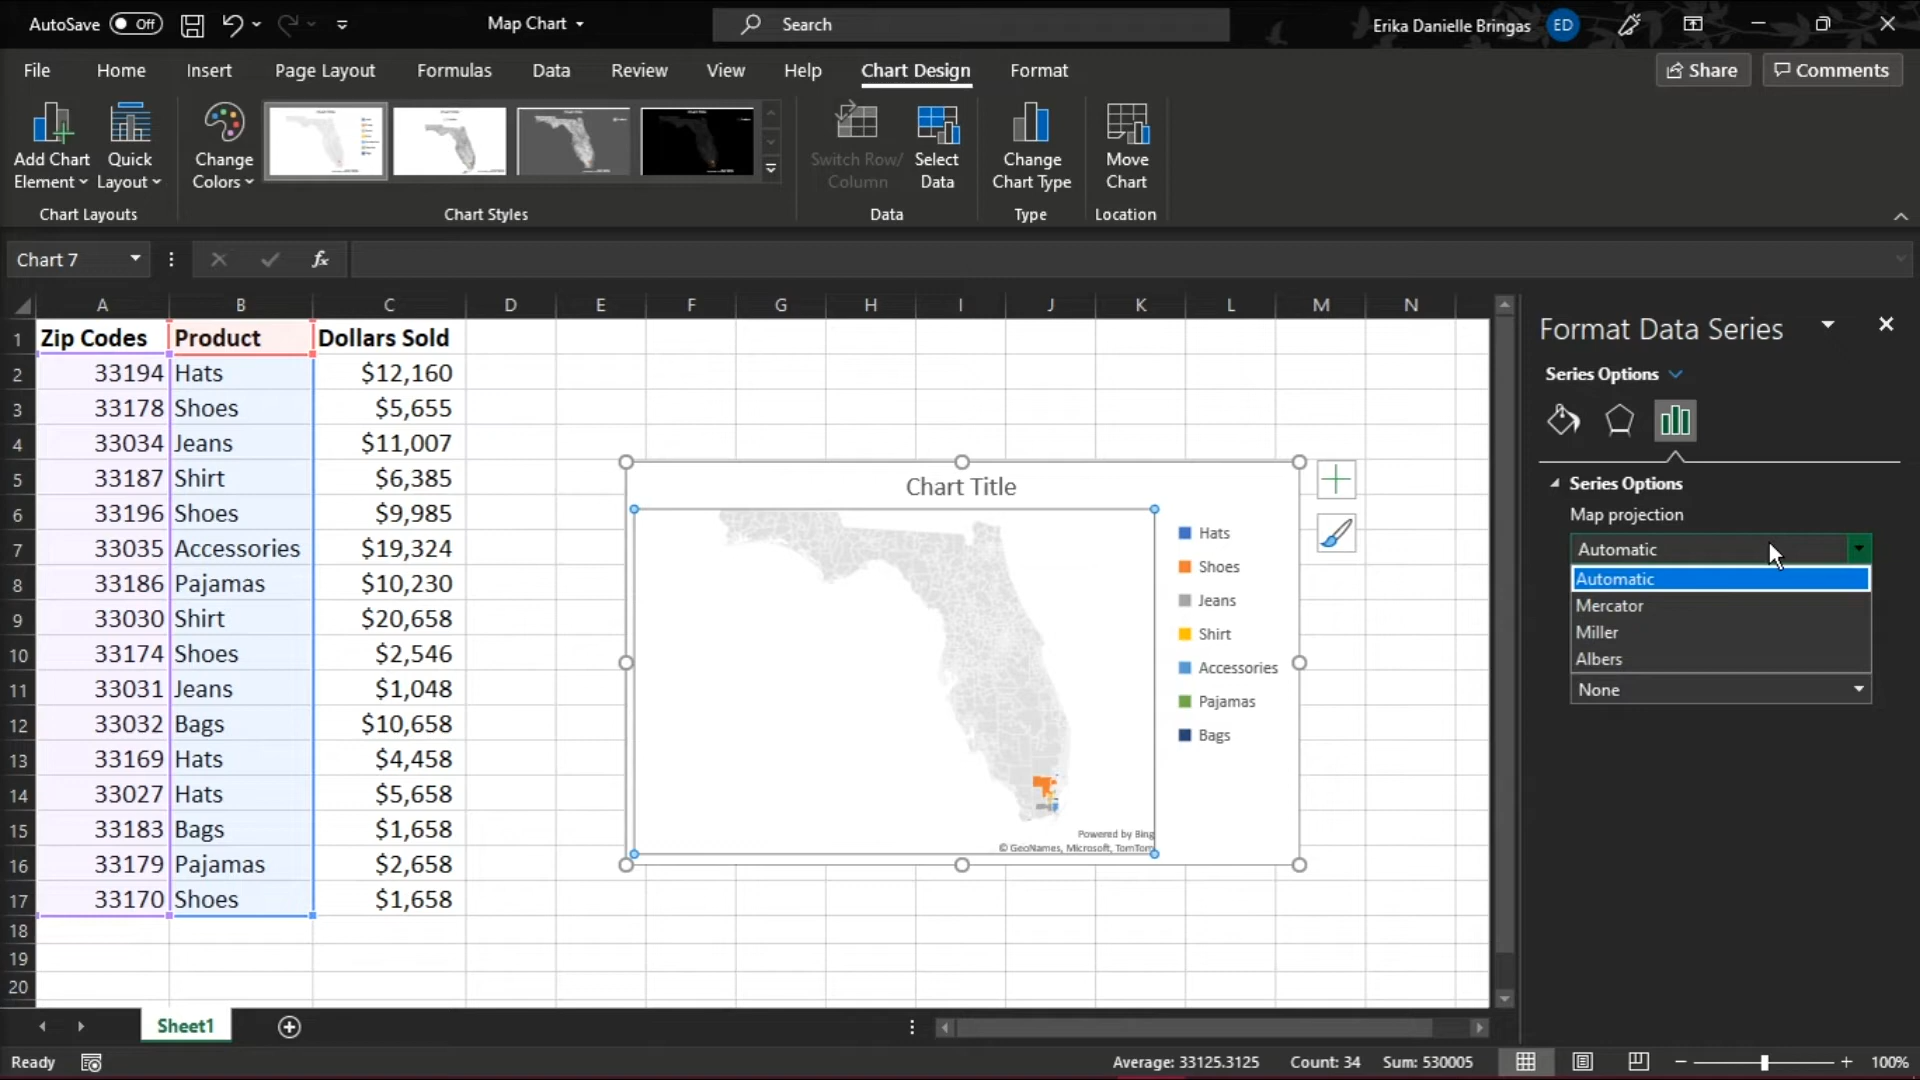 AutoSave Off Map Chart Search Erika Danielle Bringas ED
File Home Insert Page Layout Formulas Data Review View Help Chart Design Format Share Comments
Add Chart Element Quick Layout Change Colors Switch Row/ Column Select Data Change Chart Type Move Chart
Chart Layouts Chart Styles Data Type Location
Chart 7 fx
A B C D E F G H I J K L M N
1 Zip Codes Product Dollars Sold
2 33194 Hats $12,160
3 33178 Shoes $5,655
4 33034 Jeans $11,007
5 33187 Shirt $6,385
6 33196 Shoes $9,985
7 33035 Accessories $19,324
8 33186 Pajamas $10,230
9 33030 Shirt $20,658
10 33174 Shoes $2,546
11 33031 Jeans $1,048
12 33032 Bags $10,658
13 33169 Hats $4,458
14 33027 Hats $5,658
15 33183 Bags $1,658
16 33179 Pajamas $2,658
17 33170 Shoes $1,658
18
19
20
Chart Title
Hats
Shoes
Jeans
Shirt
Accessories
Pajamas
Bags
Powered by Bing
© GeoNames, Microsoft, TomTom
Format Data Series
Series Options
Series Options
Map projection
Automatic
Automatic
Mercator
Miller
Albers
None
Sheet1
Ready Average: 33125.3125 Count: 34 Sum: 530005 100%